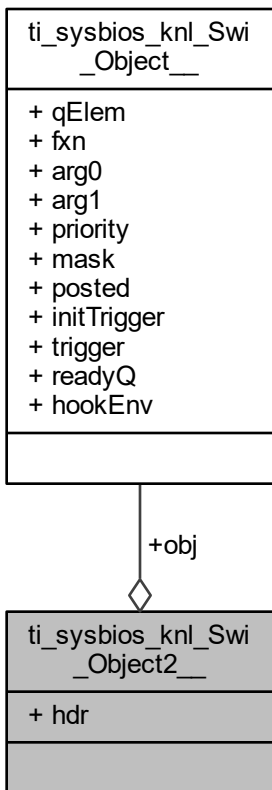 ti_sysbios_knl_Swi
_Object__
+ qElem
+ fxn
+ arg0
+ arg1
+ priority
+ mask
+ posted
+ initTrigger
+ trigger
+ readyQ
+ hookEnv
+obj
ti_sysbios_knl_Swi
_Object2__
+ hdr